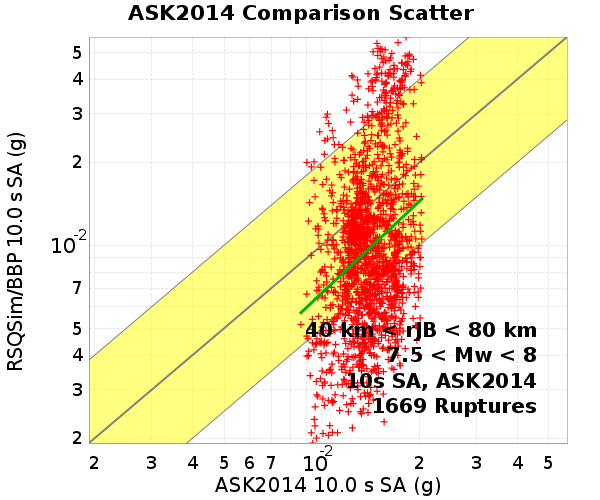 ASK2014 Comparison Scatter
RSQSim/BBP 10.0 s SA (g)
5
4
3
2
10-2
7
5
4
3
2
40 km < rJB < 80 km
7.5 < Mw < 8
10s SA, ASK2014
1669 Ruptures
2 3 4 5 6 7 10-2 2 3 4 5
ASK2014 10.0 s SA (g)